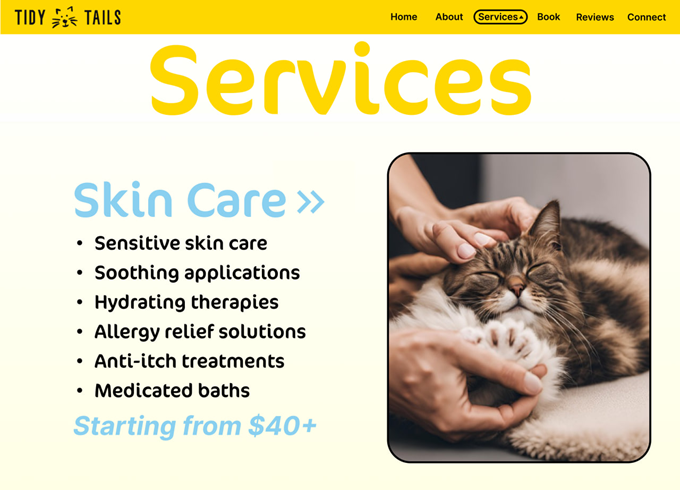 TIDY TAILS
Home About Services Book Reviews Connect
Services
Skin Care »
• Sensitive skin care
• Soothing applications
• Hydrating therapies
• Allergy relief solutions
• Anti-itch treatments
• Medicated baths
Starting from $40+